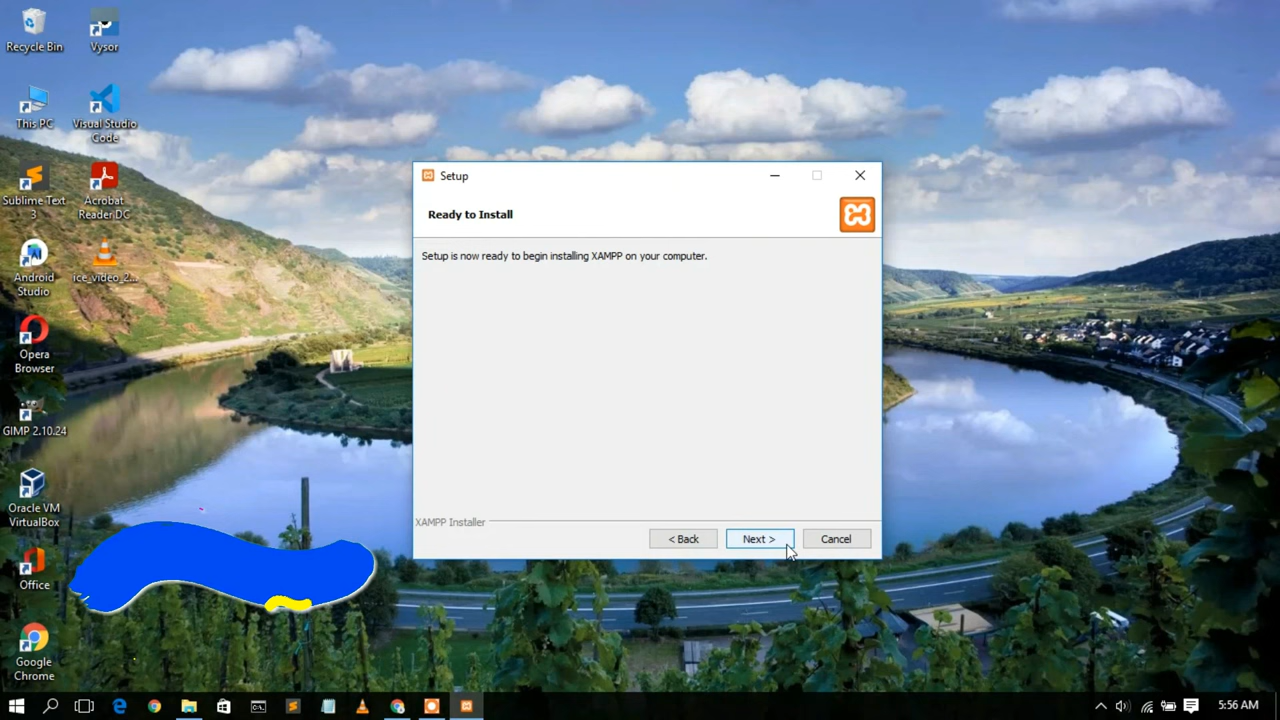 Recycle Bin
Vysor
This PC
Visual Studio
Code
Sublime Text
3
Acrobat
Reader DC
Android
Studio
ice_video_2...
Opera
Browser
GIMP 2.10.24
Oracle VM
VirtualBox
Office
Google
Chrome
Setup
Ready to Install
Setup is now ready to begin installing XAMPP on your computer.
XAMPP Installer
< Back
Next >
Cancel
5:56 AM